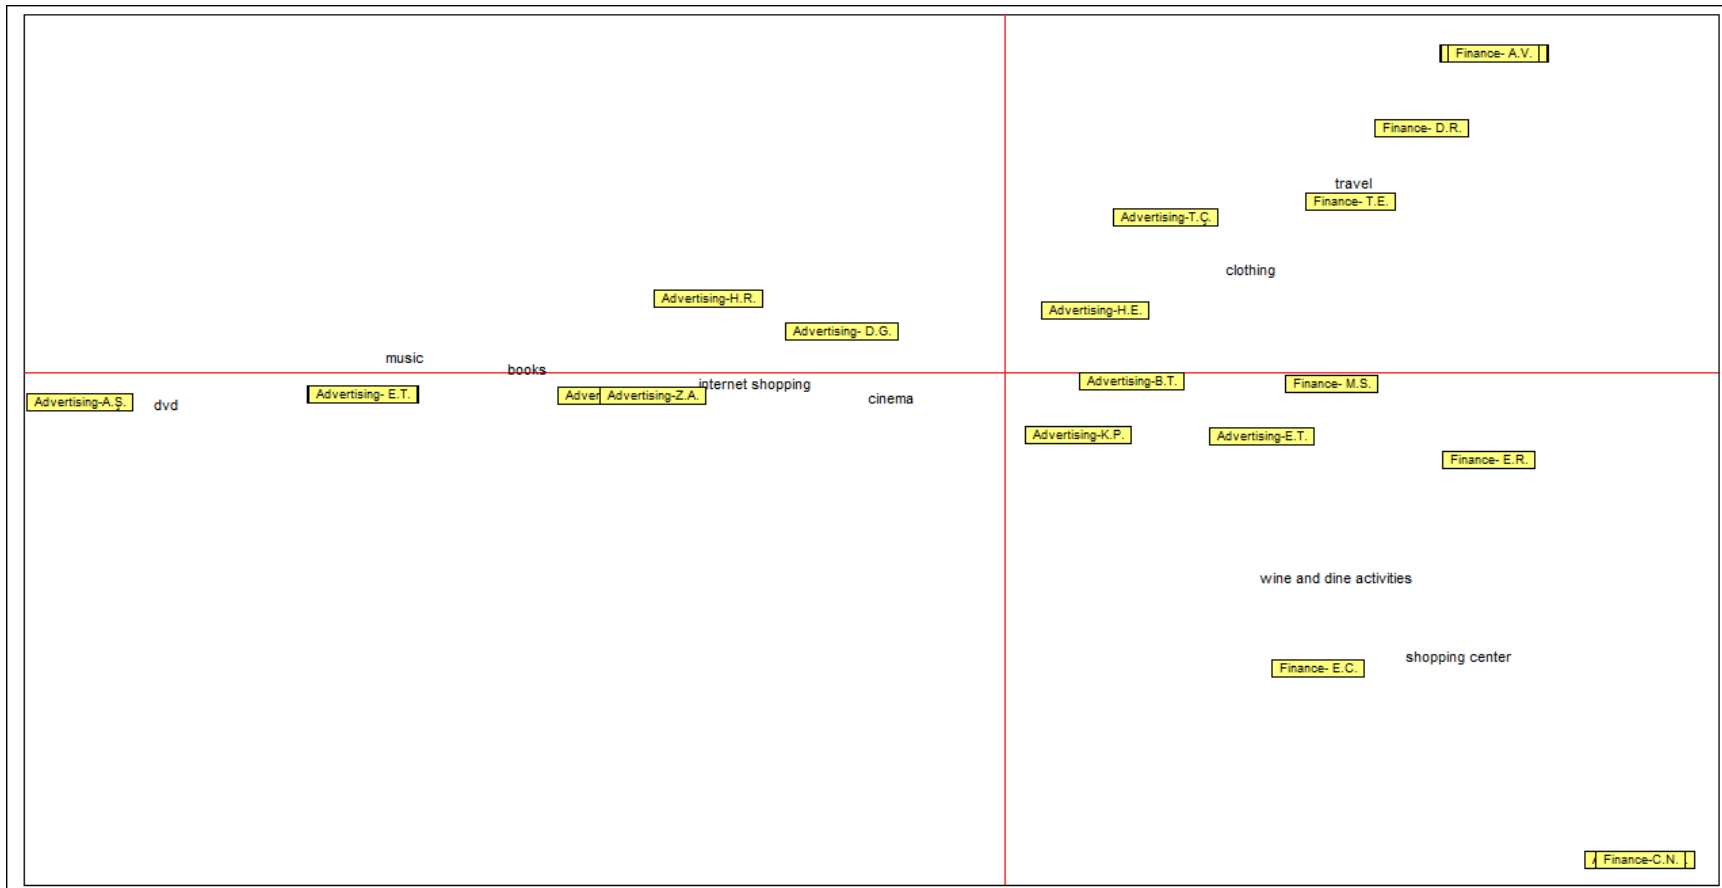 Finance- A.V.
Finance- D.R.
travel
Finance- T.E.
Advertising-T.Ç.
clothing
Advertising-H.R.
Advertising-H.E.
Advertising- D.G.
music
books
Advertising-B.T.
Finance- M.S.
internet shopping
Advertising- E.T.
Advertising-Z.A.
cinema
Advertising-A.Ş.
dvd
Advertising-K.P.
Advertising-E.T.
Finance- E.R.
wine and dine activities
shopping center
Finance- E.C.
Finance-C.N.